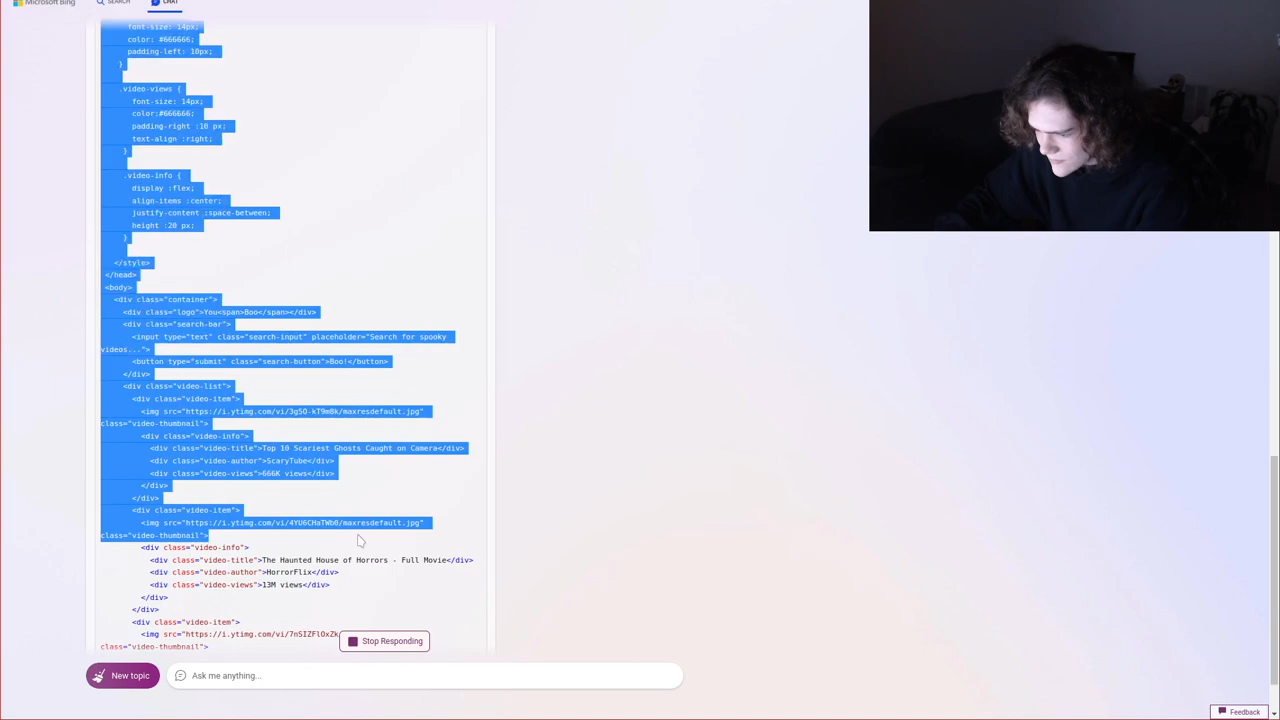 Microsoft Bing
SEARCH
CHAT
font-size: 14px;
color: #666666;
padding-left: 10px;
}
.video-views {
font-size: 14px;
color:#666666;
padding-right :10 px;
text-align :right;
}
.video-info {
display :flex;
align-items :center;
justify-content :space-between;
height :20 px;
}
</style>
</head>
<body>
<div class="container">
<div class="logo">You<span>Boo</span></div>
<div class="search-bar">
<input type="text" class="search-input" placeholder="Search for spooky
videos...">
<button type="submit" class="search-button">Boo!</button>
</div>
<div class="video-list">
<div class="video-item">
<img src="https://i.ytimg.com/vi/3g5O-kT9m8k/maxresdefault.jpg"
class="video-thumbnail">
<div class="video-info">
<div class="video-title">Top 10 Scariest Ghosts Caught on Camera</div>
<div class="video-author">ScaryTube</div>
<div class="video-views">666K views</div>
</div>
</div>
<div class="video-item">
<img src="https://i.ytimg.com/vi/4YU6CHaTWb0/maxresdefault.jpg"
class="video-thumbnail">
<div class="video-info">
<div class="video-title">The Haunted House of Horrors - Full Movie</div>
<div class="video-author">HorrorFlix</div>
<div class="video-views">13M views</div>
</div>
</div>
<div class="video-item">
<img src="https://i.ytimg.com/vi/7nSIZFlOxZk
class="video-thumbnail">
Stop Responding
New topic
Ask me anything...
Feedback